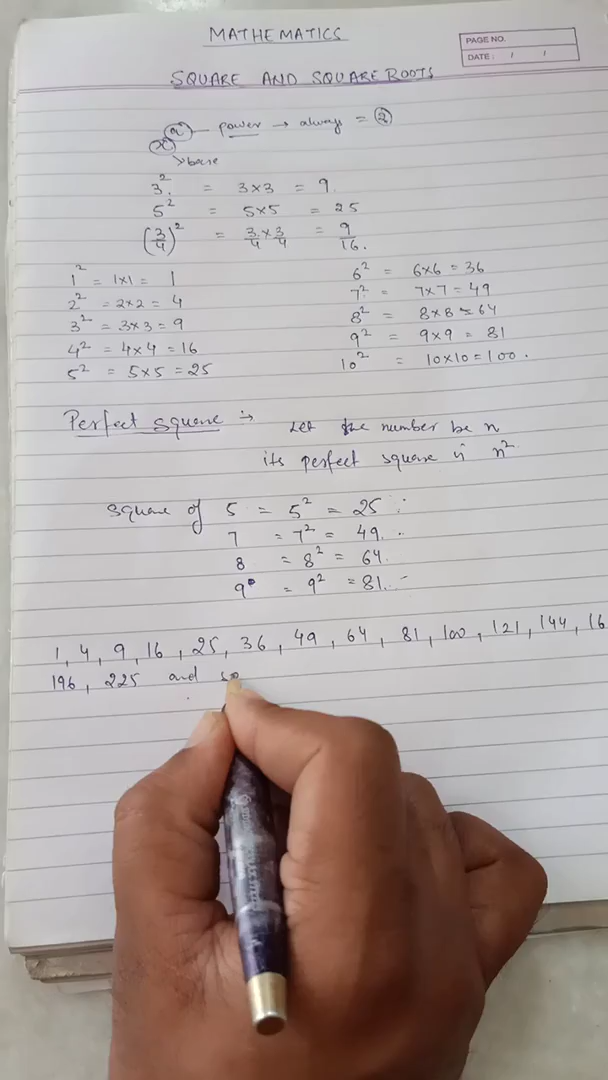 MATHEMATICS
PAGE NO.
DATE: / /
SQUARE AND SQUARE ROOTS
a – power → always = 2
x
base
3² = 3×3 = 9.
5² = 5×5 = 25
(3/4)² = 3/4 × 3/4 = 9/16.
1² = 1×1 = 1
2² = 2×2 = 4
3² = 3×3 = 9
4² = 4×4 = 16
5² = 5×5 = 25
6² = 6×6 = 36
7² = 7×7 = 49
8² = 8×8 = 64
9² = 9×9 = 81
10² = 10×10 = 100.
Perfect square :→ Let the number be n
its perfect square is n²
Square of 5 = 5² = 25
7 = 7² = 49.
8 = 8² = 64.
9 = 9² = 81.
1, 4, 9, 16, 25, 36, 49, 64, 81, 100, 121, 144, 16
196, 225 and so